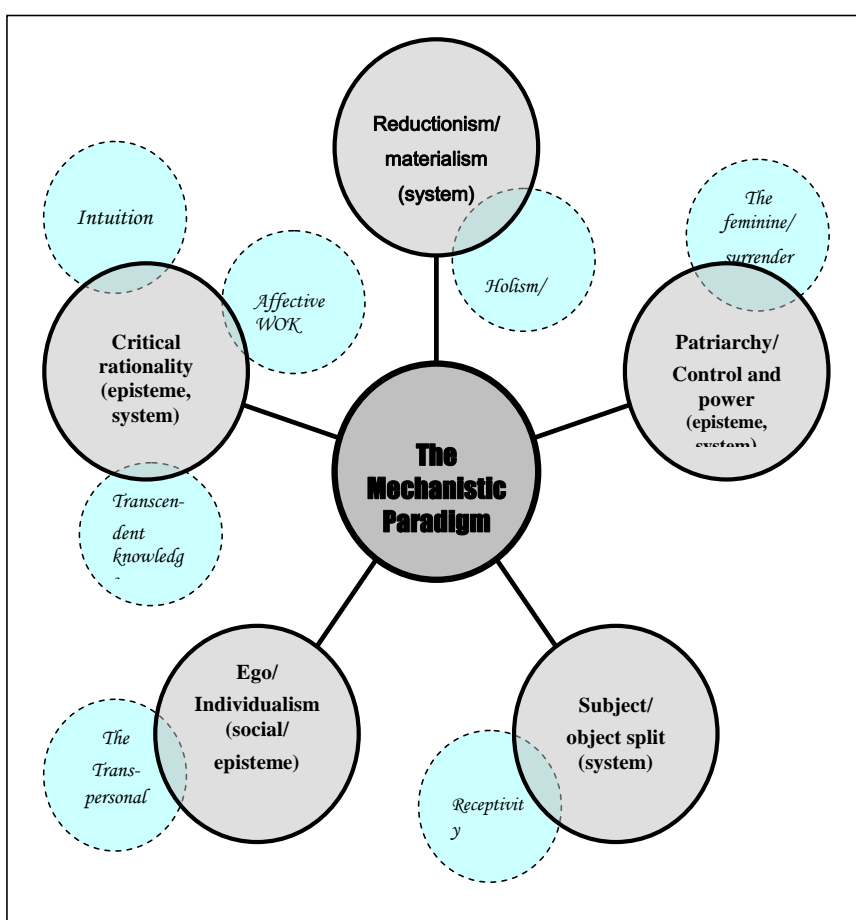 Reductionism/
materialism
(system)
Intuition
The
feminine/
surrender
Affective
WOK
Holism/
Critical
rationality
(episteme,
system)
Patriarchy/
Control and
power
(episteme,
system)
The
Mechanistic
Paradigm
Transcen-
dent
knowledg
Ego/
Individualism
(social/
episteme)
The
Trans-
personal
Subject/
object split
(system)
Receptivit
y